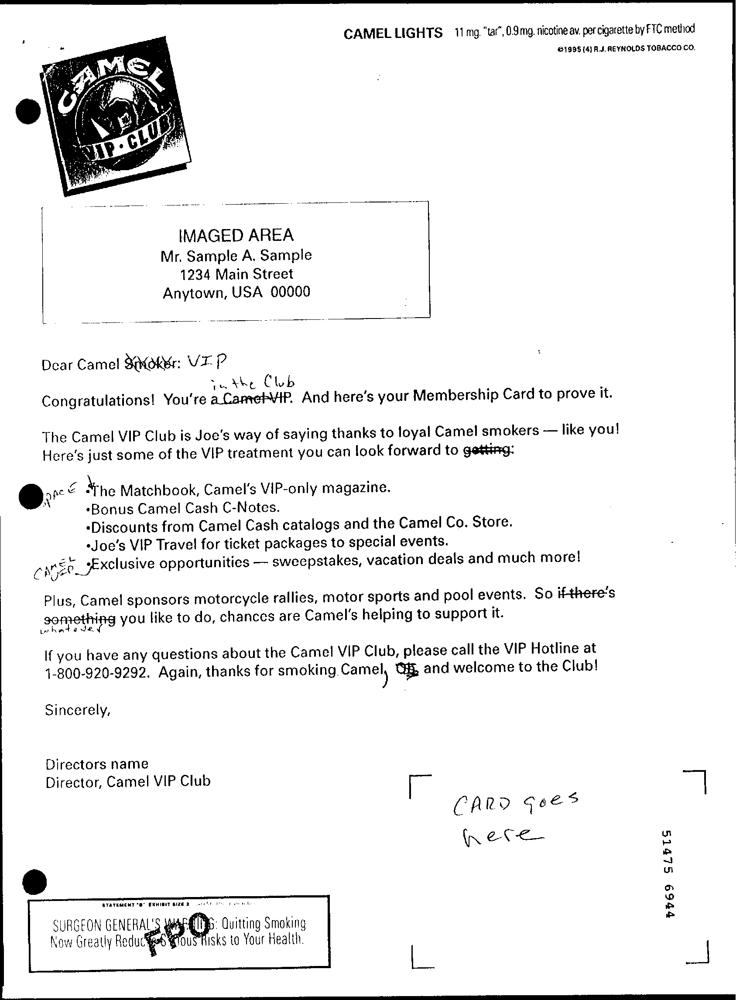 CAMEL LIGHTS 11 mg. "tar", 0.9 mg. nicotine av. per cigarette by FTC method
©1995 (4) R.J. REYNOLDS TOBACCO CO.
CAMEL
VIP • CLUB
IMAGED AREA
Mr. Sample A. Sample
1234 Main Street
Anytown, USA 00000
Dear Camel Smoker: VIP
in the Club
Congratulations! You're a Camel VIP. And here's your Membership Card to prove it.
The Camel VIP Club is Joe's way of saying thanks to loyal Camel smokers — like you!
Here's just some of the VIP treatment you can look forward to getting:
SPACE •The Matchbook, Camel's VIP-only magazine.
•Bonus Camel Cash C-Notes.
•Discounts from Camel Cash catalogs and the Camel Co. Store.
•Joe's VIP Travel for ticket packages to special events.
CAMEL VIP •Exclusive opportunities — sweepstakes, vacation deals and much more!
Plus, Camel sponsors motorcycle rallies, motor sports and pool events. So if there's
something you like to do, chances are Camel's helping to support it.
whatever
If you have any questions about the Camel VIP Club, please call the VIP Hotline at
1-800-920-9292. Again, thanks for smoking Camel, and welcome to the Club!
Sincerely,
Directors name
Director, Camel VIP Club
CARD goes
here
51475 6944
STATEMENT "B" EXHIBIT SIZE 3
SURGEON GENERAL'S WARNING: Quitting Smoking
Now Greatly Reduces Serious Risks to Your Health.
FPO